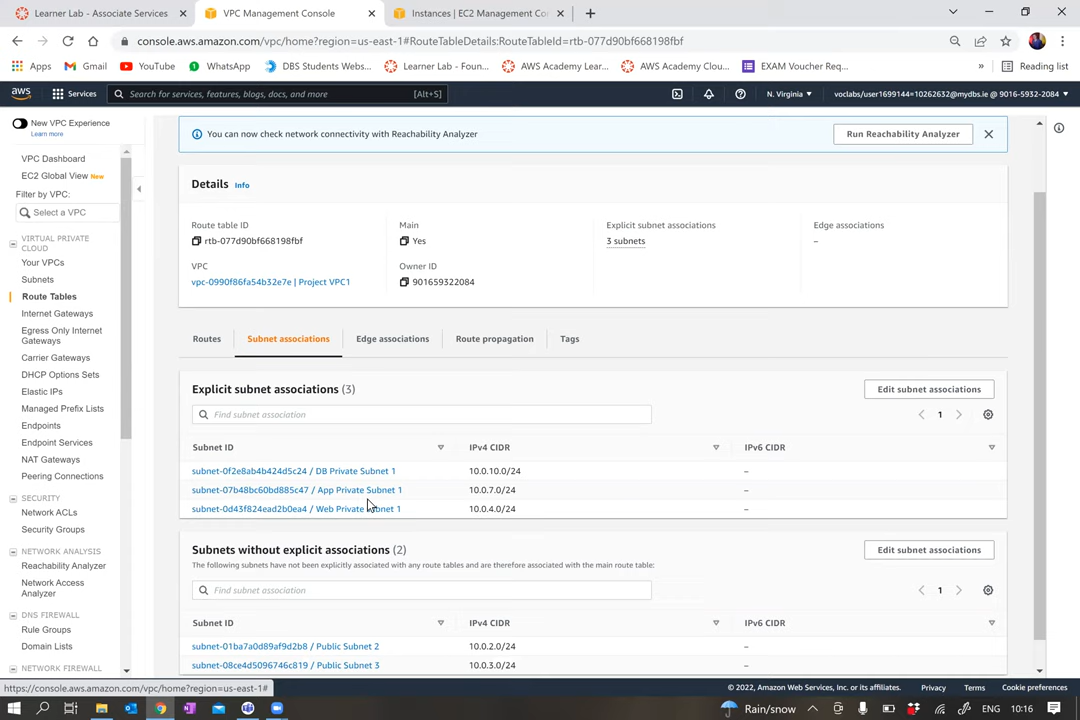 Learner Lab - Associate Services
VPC Management Console
Instances | EC2 Management Con
console.aws.amazon.com/vpc/home?region=us-east-1#RouteTableDetails:RouteTableId=rtb-077d90bf668198fbf
Apps
Gmail
YouTube
WhatsApp
DBS Students Web...
Learner Lab - Foun...
AWS Academy Lear...
AWS Academy Clou...
EXAM Voucher Req...
»
Reading list
aws
Services
Search for services, features, blogs, docs, and more [Alt+S]
N. Virginia
voclabs/user1699144=10262632@mydbs.ie @ 9016-5932-2084
New VPC Experience
Learn more
VPC Dashboard
EC2 Global View New
Filter by VPC:
Select a VPC
VIRTUAL PRIVATE
CLOUD
Your VPCs
Subnets
Route Tables
Internet Gateways
Egress Only Internet
Gateways
Carrier Gateways
DHCP Options Sets
Elastic IPs
Managed Prefix Lists
Endpoints
Endpoint Services
NAT Gateways
Peering Connections
SECURITY
Network ACLs
Security Groups
NETWORK ANALYSIS
Reachability Analyzer
Network Access
Analyzer
DNS FIREWALL
Rule Groups
Domain Lists
NETWORK FIREWALL
You can now check network connectivity with Reachability Analyzer
Run Reachability Analyzer
Details Info
Route table ID
rtb-077d90bf668198fbf
Main
Yes
Explicit subnet associations
3 subnets
Edge associations
–
VPC
vpc-0990f86fa54b32e7e | Project VPC1
Owner ID
901659322084
Routes
Subnet associations
Edge associations
Route propagation
Tags
Explicit subnet associations (3)
Edit subnet associations
Find subnet association
1
Subnet ID
IPv4 CIDR
IPv6 CIDR
subnet-0f2e8ab4b424d5c24 / DB Private Subnet 1
10.0.10.0/24
–
subnet-07b48bc60bd885c47 / App Private Subnet 1
10.0.7.0/24
–
subnet-0d43f824ead2b0ea4 / Web Private Subnet 1
10.0.4.0/24
–
Subnets without explicit associations (2)
Edit subnet associations
The following subnets have not been explicitly associated with any route tables and are therefore associated with the main route table:
Find subnet association
1
Subnet ID
IPv4 CIDR
IPv6 CIDR
subnet-01ba7a0d89af9d2b8 / Public Subnet 2
10.0.2.0/24
–
subnet-08ce4d5096746c819 / Public Subnet 3
10.0.3.0/24
–
https://console.aws.amazon.com/vpc/home?region=us-east-1#
© 2022, Amazon Web Services, Inc. or its affiliates.
Privacy
Terms
Cookie preferences
Rain/snow
ENG
10:16